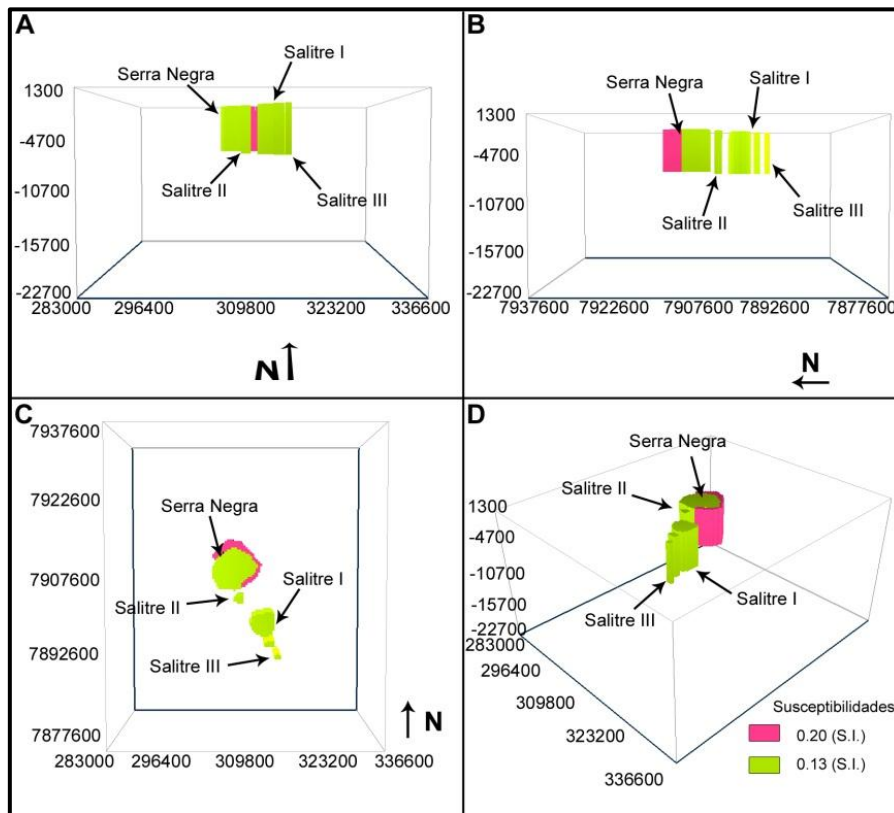 A
Salitre I
Serra Negra
1300
-4700
-10700
-15700
-22700
Salitre II
Salitre III
283000 296400 309800 323200 336600
N
B
Salitre I
Serra Negra
1300
-4700
-10700
-15700
-22700
Salitre II
Salitre III
7937600 7922600 7907600 7892600 7877600
N
C
7937600
7922600
7907600
7892600
7877600
Serra Negra
Salitre I
Salitre II
Salitre III
283000 296400 309800 323200 336600
N
D
Serra Negra
Salitre II
1300
-4700
-10700
-15700
-22700
Salitre III
Salitre I
283000
296400
309800
323200
336600
Susceptibilidades
0.20 (S.I.)
0.13 (S.I.)